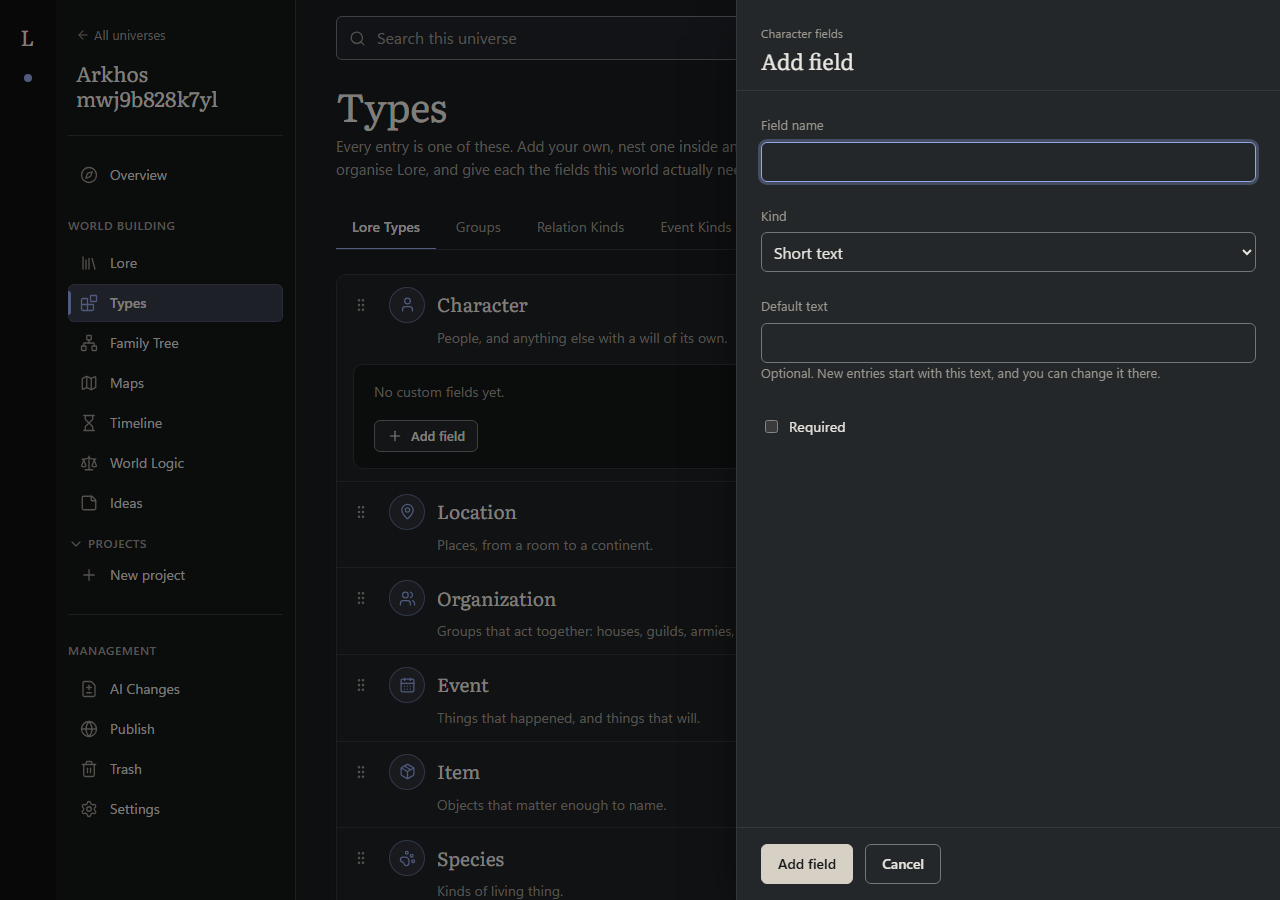 L
All universes
Arkhos
mwj9b828k7yl
Overview
WORLD BUILDING
Lore
Types
Family Tree
Maps
Timeline
World Logic
Ideas
PROJECTS
New project
MANAGEMENT
AI Changes
Publish
Trash
Settings
Search this universe
Types
Every entry is one of these. Add your own, nest one inside an
organise Lore, and give each the fields this world actually nee
Lore Types
Groups
Relation Kinds
Event Kinds
Character
People, and anything else with a will of its own.
No custom fields yet.
Add field
Location
Places, from a room to a continent.
Organization
Groups that act together: houses, guilds, armies,
Event
Things that happened, and things that will.
Item
Objects that matter enough to name.
Species
Kinds of living thing.
Character fields
Add field
Field name
Kind
Short text
Default text
Optional. New entries start with this text, and you can change it there.
Required
Add field
Cancel